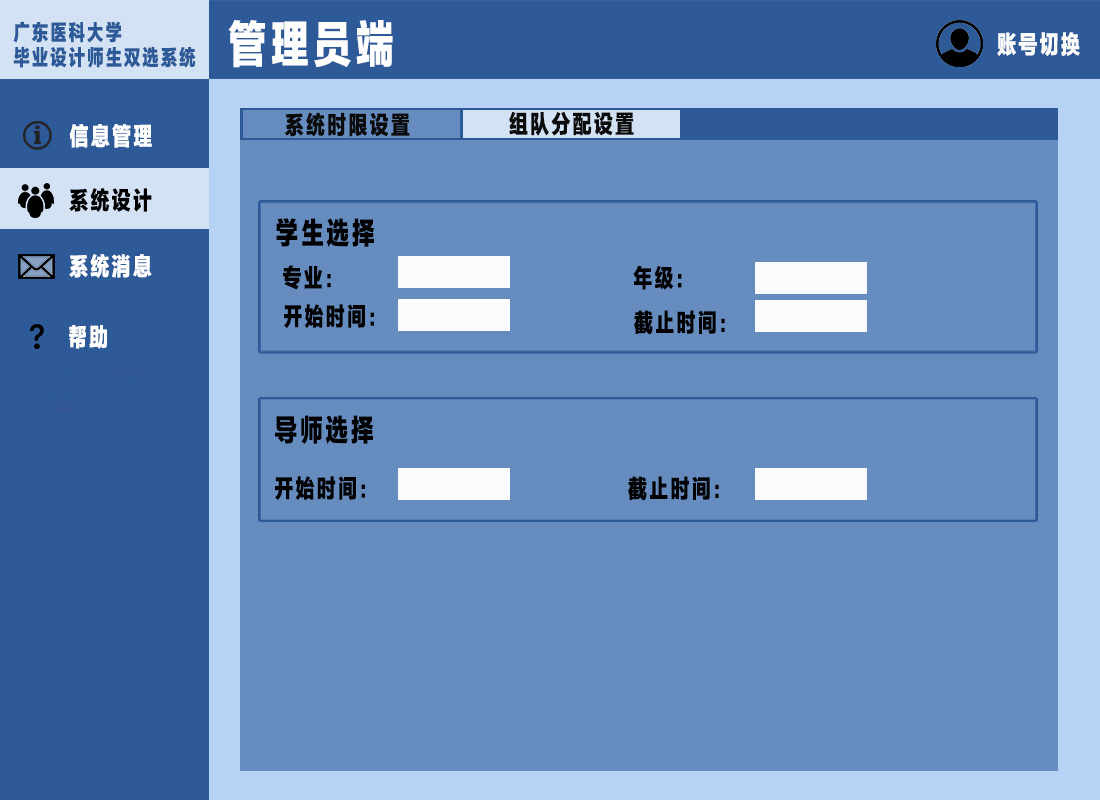 广东医科大学
毕业设计师生双选系统
管理员端
账号切换
信息管理
系统设计
系统消息
?
帮助
系统时限设置
组队分配设置
学生选择
专业:
年级:
开始时间:
截止时间:
导师选择
开始时间:
截止时间: